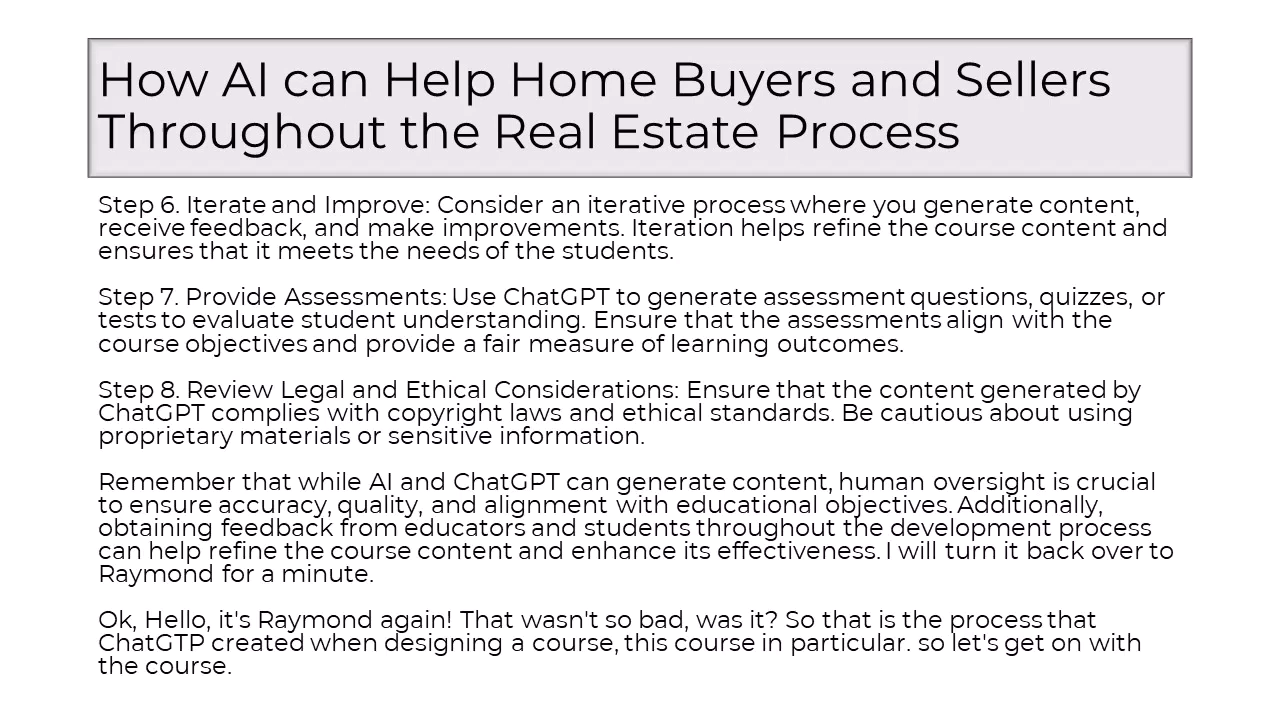 How AI can Help Home Buyers and Sellers
Throughout the Real Estate Process
Step 6. Iterate and Improve: Consider an iterative process where you generate content,
receive feedback, and make improvements. Iteration helps refine the course content and
ensures that it meets the needs of the students.
Step 7. Provide Assessments: Use ChatGPT to generate assessment questions, quizzes, or
tests to evaluate student understanding. Ensure that the assessments align with the
course objectives and provide a fair measure of learning outcomes.
Step 8. Review Legal and Ethical Considerations: Ensure that the content generated by
ChatGPT complies with copyright laws and ethical standards. Be cautious about using
proprietary materials or sensitive information.
Remember that while AI and ChatGPT can generate content, human oversight is crucial
to ensure accuracy, quality, and alignment with educational objectives. Additionally,
obtaining feedback from educators and students throughout the development process
can help refine the course content and enhance its effectiveness. I will turn it back over to
Raymond for a minute.
Ok, Hello, it's Raymond again! That wasn't so bad, was it? So that is the process that
ChatGTP created when designing a course, this course in particular. so let's get on with
the course.